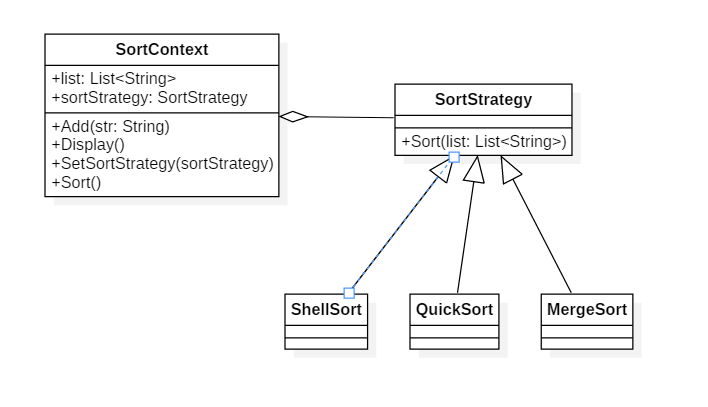 SortContext
+list: List<String>
+sortStrategy: SortStrategy
+Add(str: String)
+Display()
+SetSortStrategy(sortStrategy)
+Sort()
SortStrategy
+Sort(list: List<String>)
ShellSort
QuickSort
MergeSort